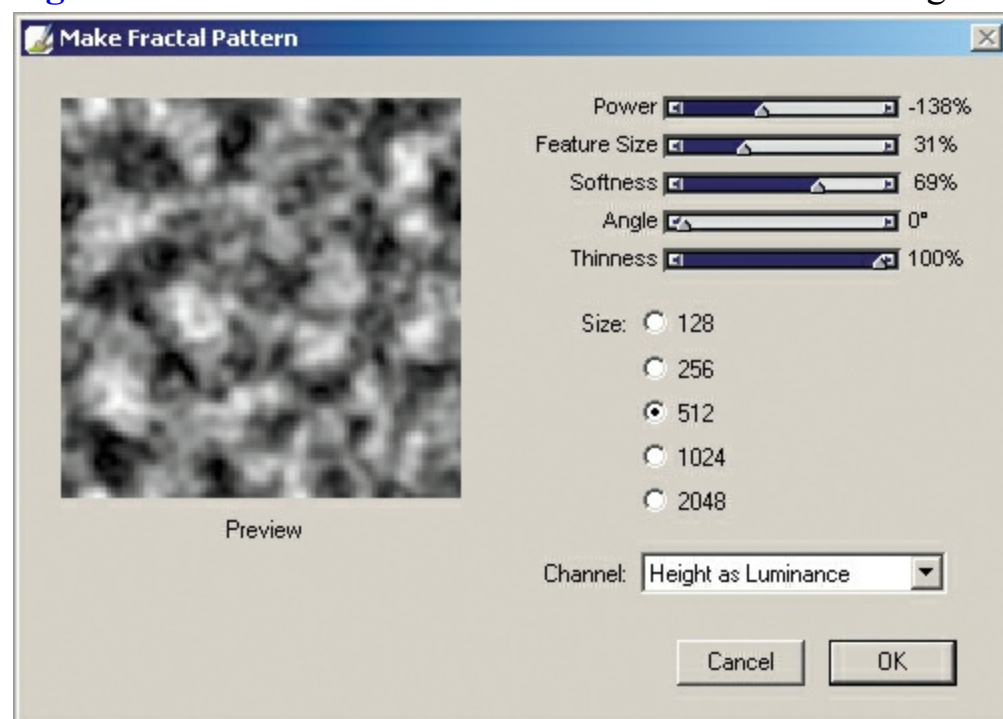 Make Fractal Pattern
Power -138%
Feature Size 31%
Softness 69%
Angle 0°
Thinness 100%
Size: 128
256
512
1024
2048
Preview
Channel: Height as Luminance
Cancel OK